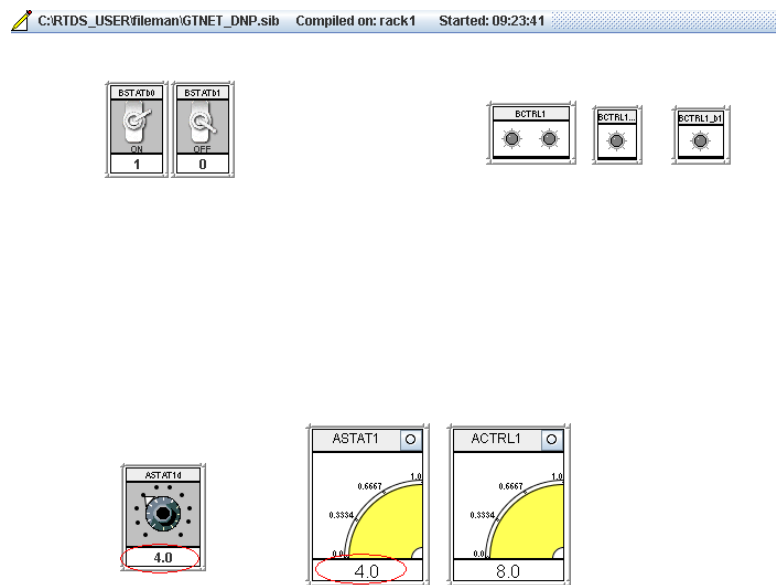 C:\RTDS_USER\fileman\GTNET_DNP.sib Compiled on: rack1 Started: 09:23:41
BSTATb0 BSTATb1
ON OFF
1 0
BCTRL1 BCTRL1... BCTRL1_b1
ASTAT1 ACTRL1
ASTAT1d
1.0 1.0
0.6667 0.6667
0.3334 0.3334
0.0 0.0
4.0 4.0 8.0